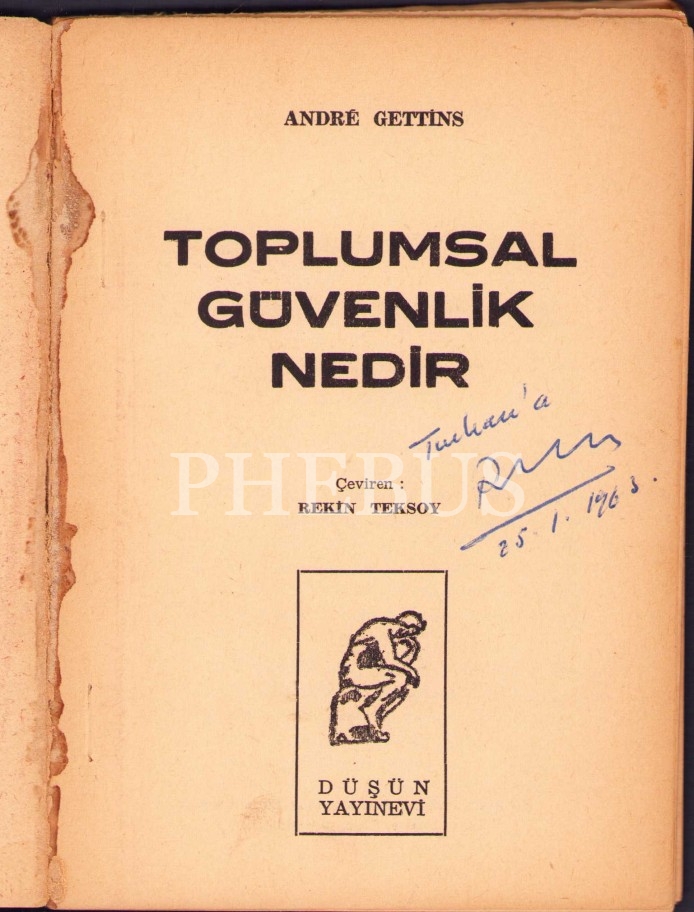 ANDRÉ GETTİNS
TOPLUMSAL
GÜVENLİK
NEDİR
Turhan'a
25.1.1963.
PHEBUS
Çeviren :
REKİN TEKSOY
DÜŞÜN
YAYINEVİ